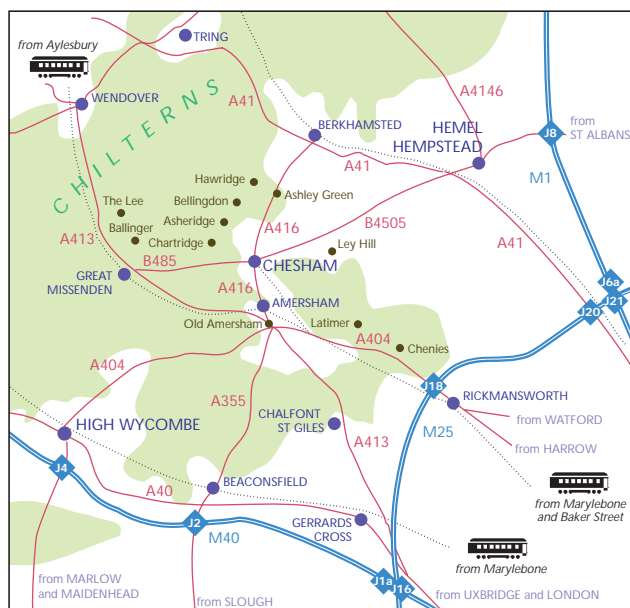 from Aylesbury
TRING
WENDOVER
CHILTERNS
A41
A4146
BERKHAMSTED
HEMEL
HEMPSTEAD
J8
from
ST ALBANS
M1
A41
Hawridge
Ashley Green
Bellingdon
The Lee
Asheridge
Ballinger
Chartridge
A416
B4505
Ley Hill
A41
A413
B485
CHESHAM
GREAT
MISSENDEN
A416
AMERSHAM
J6a
J21
J20
Old Amersham
Latimer
A404
Chenies
A404
J18
RICKMANSWORTH
A355
CHALFONT
ST GILES
from WATFORD
HIGH WYCOMBE
M25
A413
from HARROW
J4
BEACONSFIELD
A40
from Marylebone
and Baker Street
J2
M40
GERRARDS
CROSS
from Marylebone
from MARLOW
and MAIDENHEAD
J1a
J16
from SLOUGH
from UXBRIDGE and LONDON